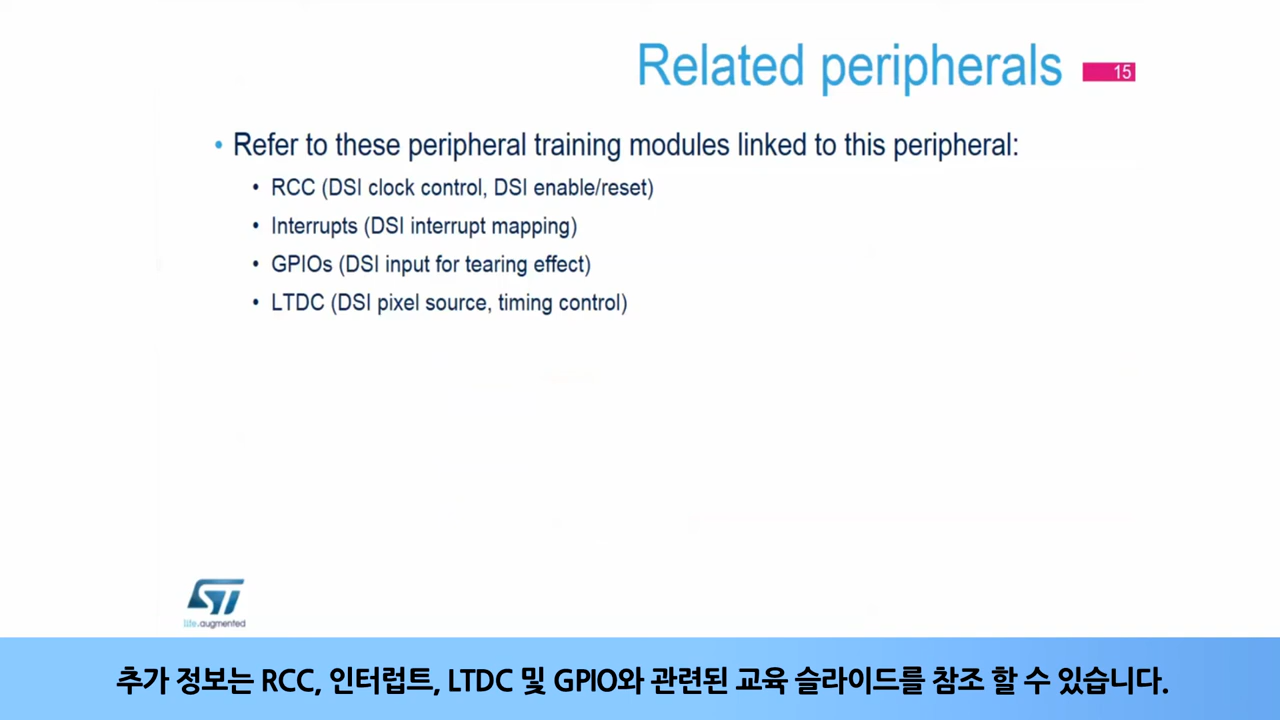 Related peripherals
15
• Refer to these peripheral training modules linked to this peripheral:
• RCC (DSI clock control, DSI enable/reset)
• Interrupts (DSI interrupt mapping)
• GPIOs (DSI input for tearing effect)
• LTDC (DSI pixel source, timing control)
ST
life.augmented
추가 정보는 RCC, 인터럽트, LTDC 및 GPIO와 관련된 교육 슬라이드를 참조 할 수 있습니다.